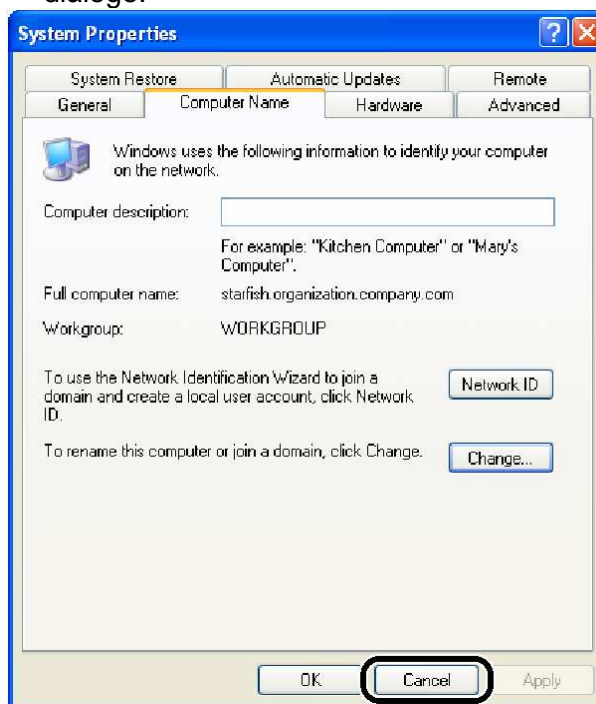 dialogs.
System Properties
System Restore Automatic Updates Remote
General Computer Name Hardware Advanced
Windows uses the following information to identify your computer
on the network.
Computer description:
For example: "Kitchen Computer" or "Mary's
Computer".
Full computer name: starfish.organization.company.com
Workgroup: WORKGROUP
To use the Network Identification Wizard to join a
domain and create a local user account, click Network
ID.
Network ID
To rename this computer or join a domain, click Change.
Change...
OK Cancel Apply